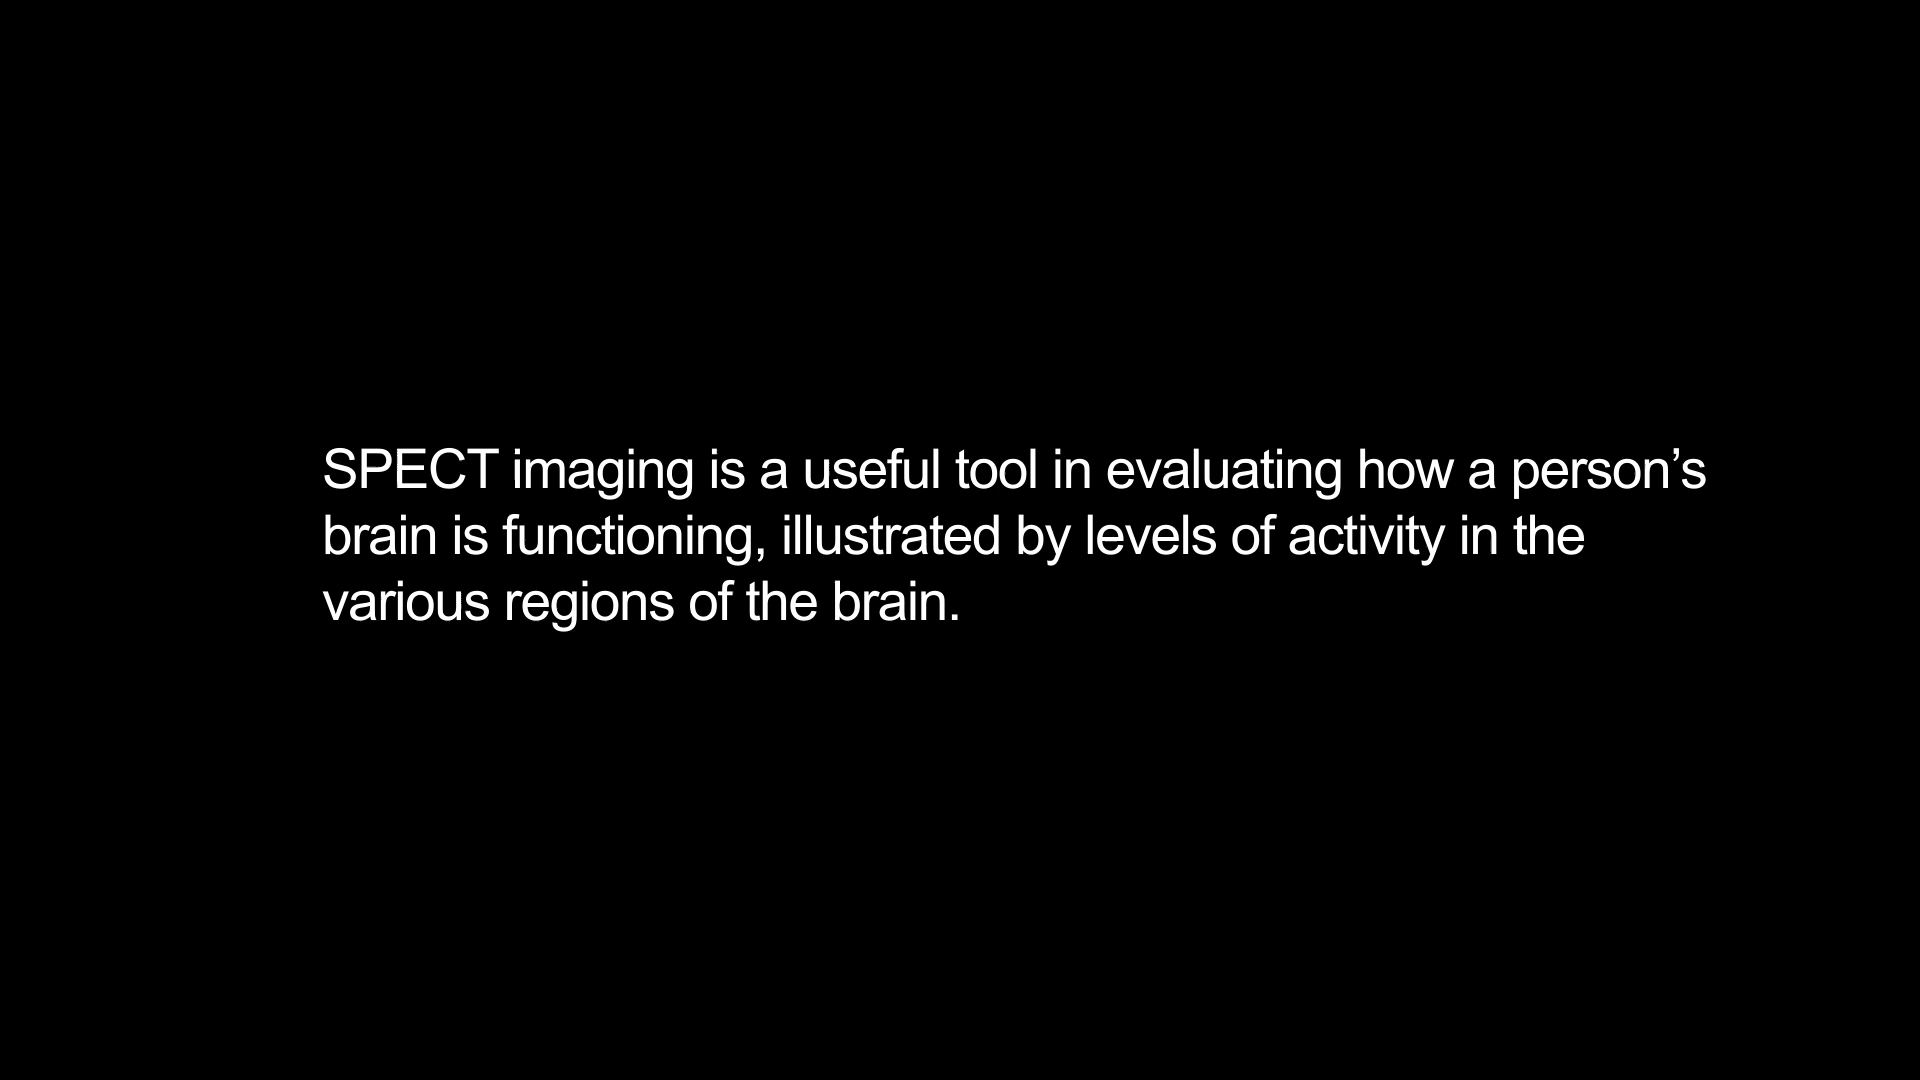 SPECT imaging is a useful tool in evaluating how a person’s
brain is functioning, illustrated by levels of activity in the
various regions of the brain.